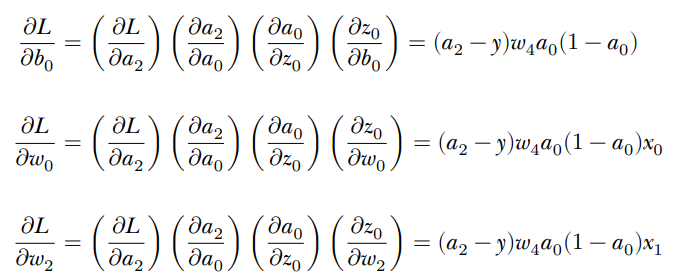 ∂L/∂b₀ = (∂L/∂a₂) (∂a₂/∂a₀) (∂a₀/∂z₀) (∂z₀/∂b₀) = (a₂ − y)w₄a₀(1 − a₀)
∂L/∂w₀ = (∂L/∂a₂) (∂a₂/∂a₀) (∂a₀/∂z₀) (∂z₀/∂w₀) = (a₂ − y)w₄a₀(1 − a₀)x₀
∂L/∂w₂ = (∂L/∂a₂) (∂a₂/∂a₀) (∂a₀/∂z₀) (∂z₀/∂w₂) = (a₂ − y)w₄a₀(1 − a₀)x₁